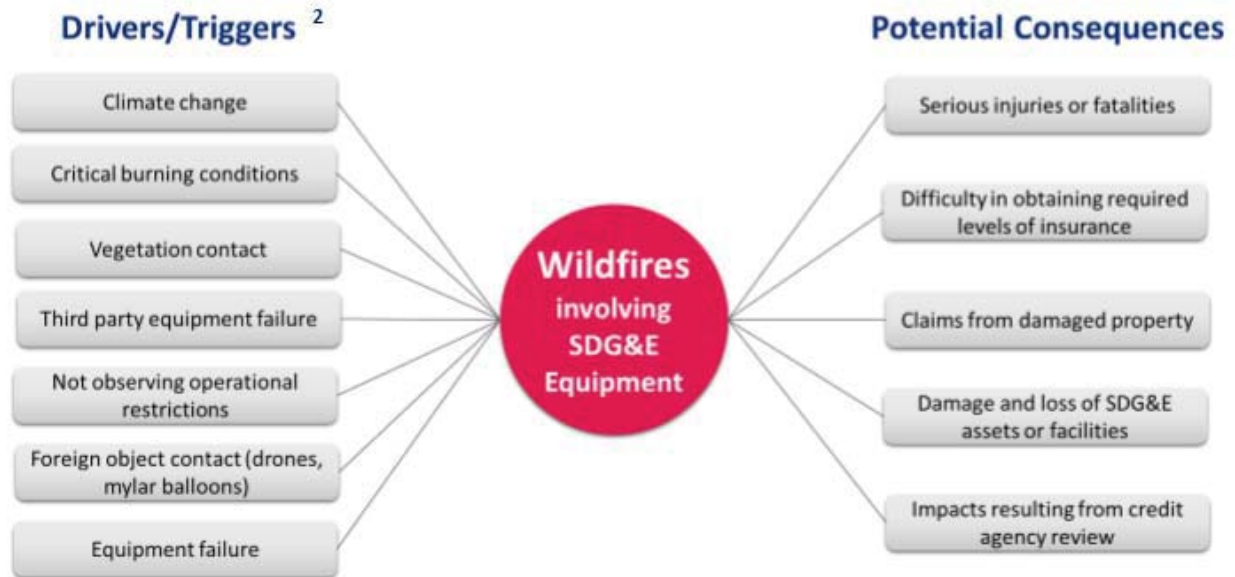 Drivers/Triggers 2
Climate change
Critical burning conditions
Vegetation contact
Third party equipment failure
Not observing operational
restrictions
Foreign object contact (drones,
mylar balloons)
Equipment failure
Wildfires
involving
SDG&E
Equipment
Potential Consequences
Serious injuries or fatalities
Difficulty in obtaining required
levels of insurance
Claims from damaged property
Damage and loss of SDG&E
assets or facilities
Impacts resulting from credit
agency review